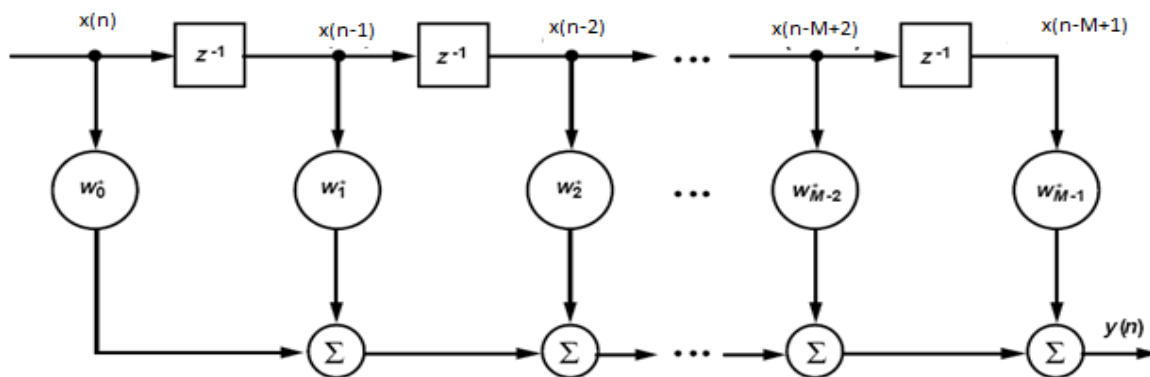 x(n) x(n-1) x(n-2) x(n-M+2) x(n-M+1)
z⁻¹ z⁻¹ ... z⁻¹
w₀* w₁* w₂* ... w*M-2 w*M-1
Σ Σ ... Σ Σ y(n)